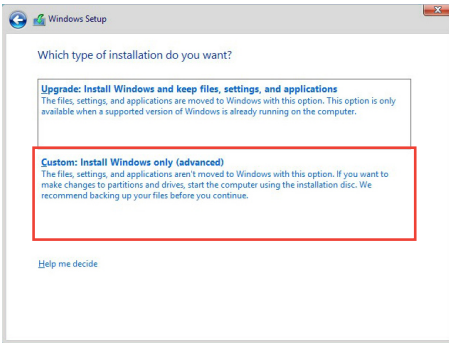 Windows Setup
Which type of installation do you want?
Upgrade: Install Windows and keep files, settings, and applications
The files, settings, and applications are moved to Windows with this option. This option is only
available when a supported version of Windows is already running on the computer.
Custom: Install Windows only (advanced)
The files, settings, and applications aren't moved to Windows with this option. If you want to
make changes to partitions and drives, start the computer using the installation disc. We
recommend backing up your files before you continue.
Help me decide